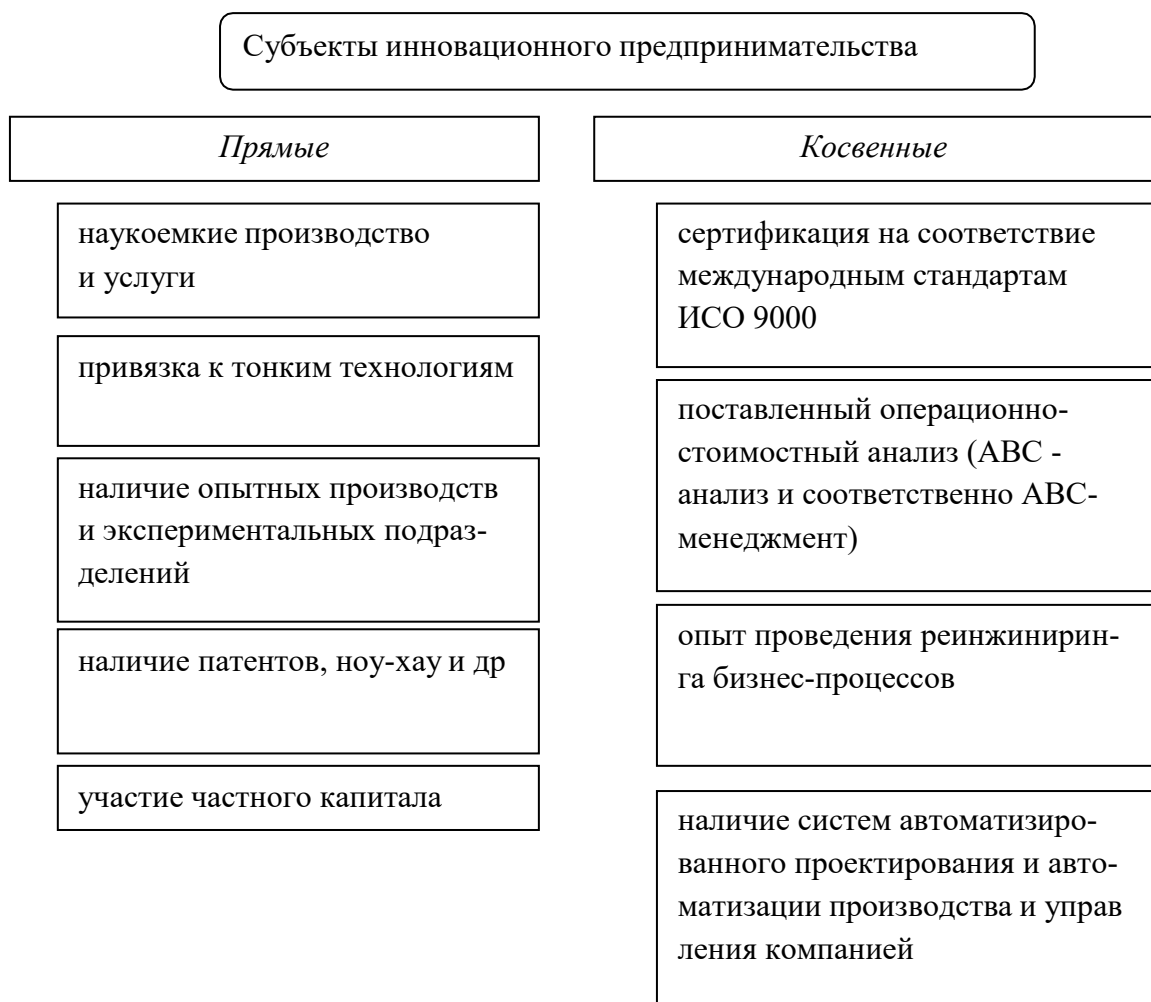 Субъекты инновационного предпринимательства
Прямые
наукоемкие производство
и услуги
привязка к тонким технологиям
наличие опытных производств
и экспериментальных подраз-
делений
наличие патентов, ноу-хау и др
участие частного капитала
Косвенные
сертификация на соответствие
международным стандартам
ИСО 9000
поставленный операционно-
стоимостный анализ (АВС -
анализ и соответственно АВС-
менеджмент)
опыт проведения реинжинирин-
га бизнес-процессов
наличие систем автоматизиро-
ванного проектирования и авто-
матизации производства и управ
ления компанией